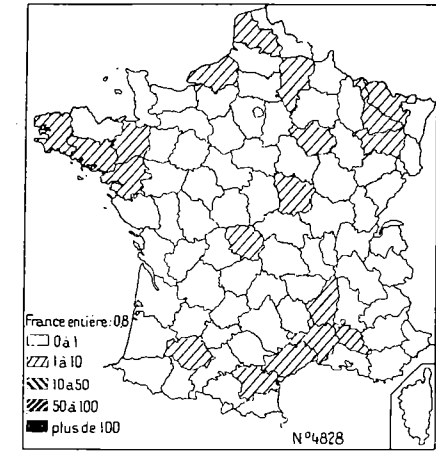 France entière: 0,8
0 à 1
1 à 10
10 à 50
50 à 100
plus de 100
N°4828